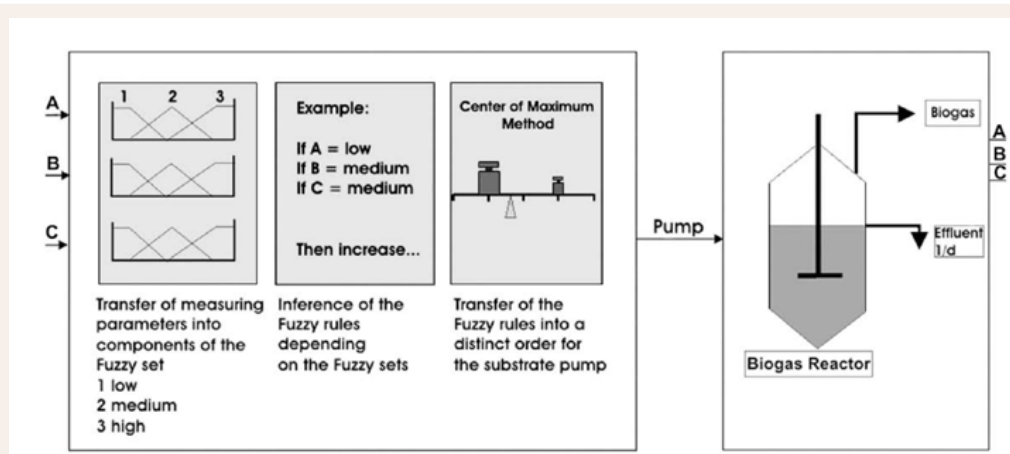 A
B
C
1 2 3
Transfer of measuring
parameters into
components of the
Fuzzy set
1 low
2 medium
3 high
Example:
If A = low
If B = medium
If C = medium
Then increase...
Inference of the
Fuzzy rules
depending
on the Fuzzy sets
Center of Maximum
Method
Transfer of the
Fuzzy rules into a
distinct order for
the substrate pump
Pump
Biogas
Effluent
1/d
Biogas Reactor
A
B
C